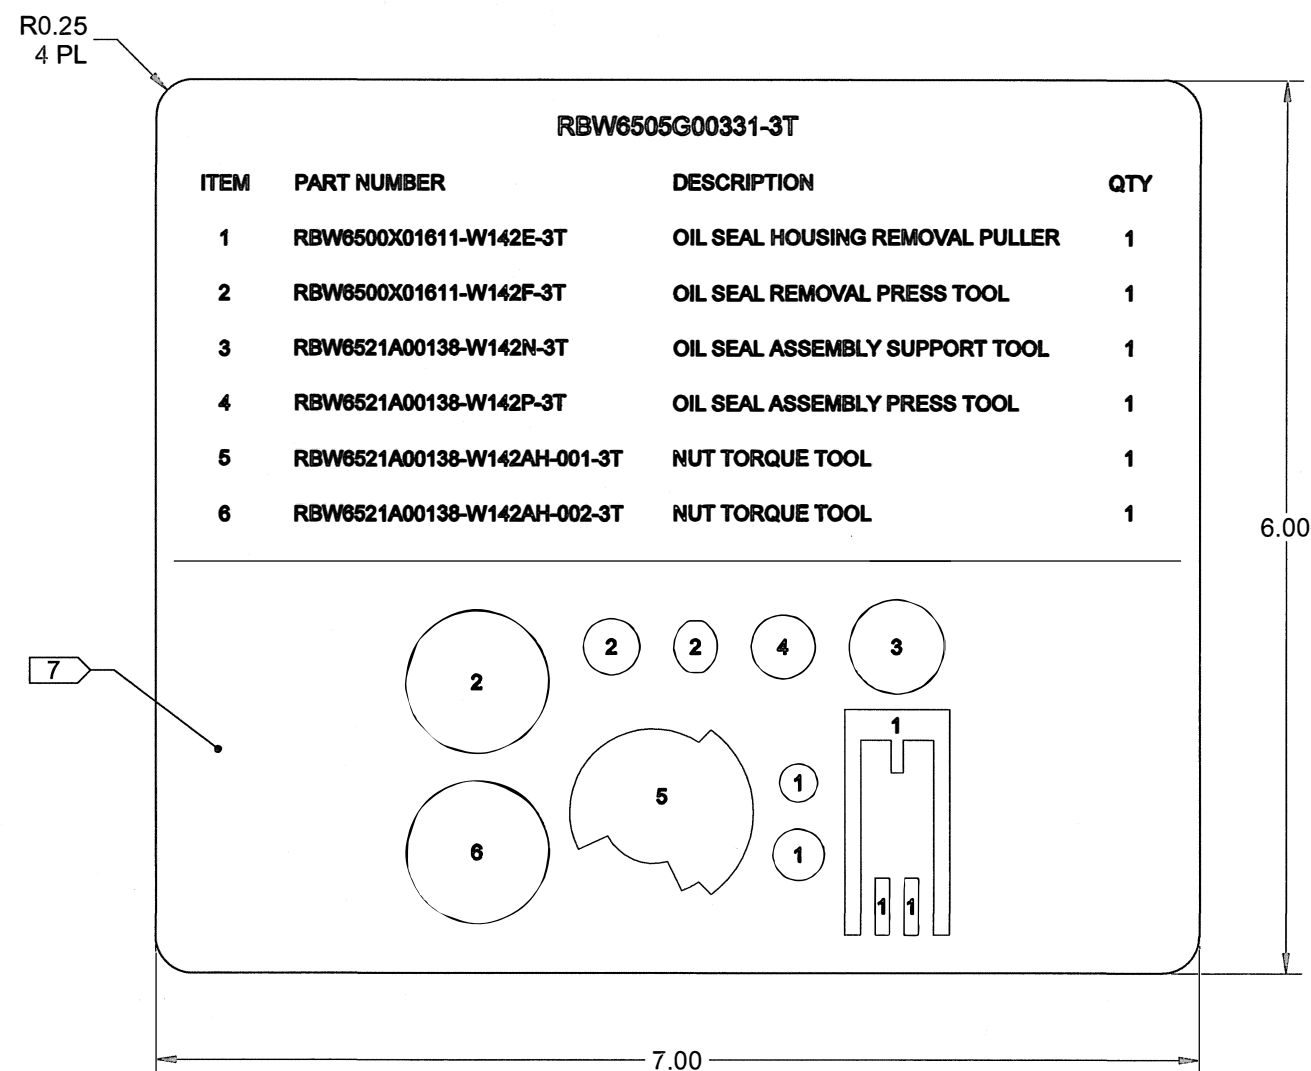 R0.25
4 PL
RBW6505G00331-3T
ITEM PART NUMBER DESCRIPTION QTY
1 RBW6500X01611-W142E-3T OIL SEAL HOUSING REMOVAL PULLER 1
2 RBW6500X01611-W142F-3T OIL SEAL REMOVAL PRESS TOOL 1
3 RBW6521A00138-W142N-3T OIL SEAL ASSEMBLY SUPPORT TOOL 1
4 RBW6521A00138-W142P-3T OIL SEAL ASSEMBLY PRESS TOOL 1
5 RBW6521A00138-W142AH-001-3T NUT TORQUE TOOL 1
6 RBW6521A00138-W142AH-002-3T NUT TORQUE TOOL 1
6.00
2 2 4 3
7
2
1
1
5
6
1
1 1
7.00